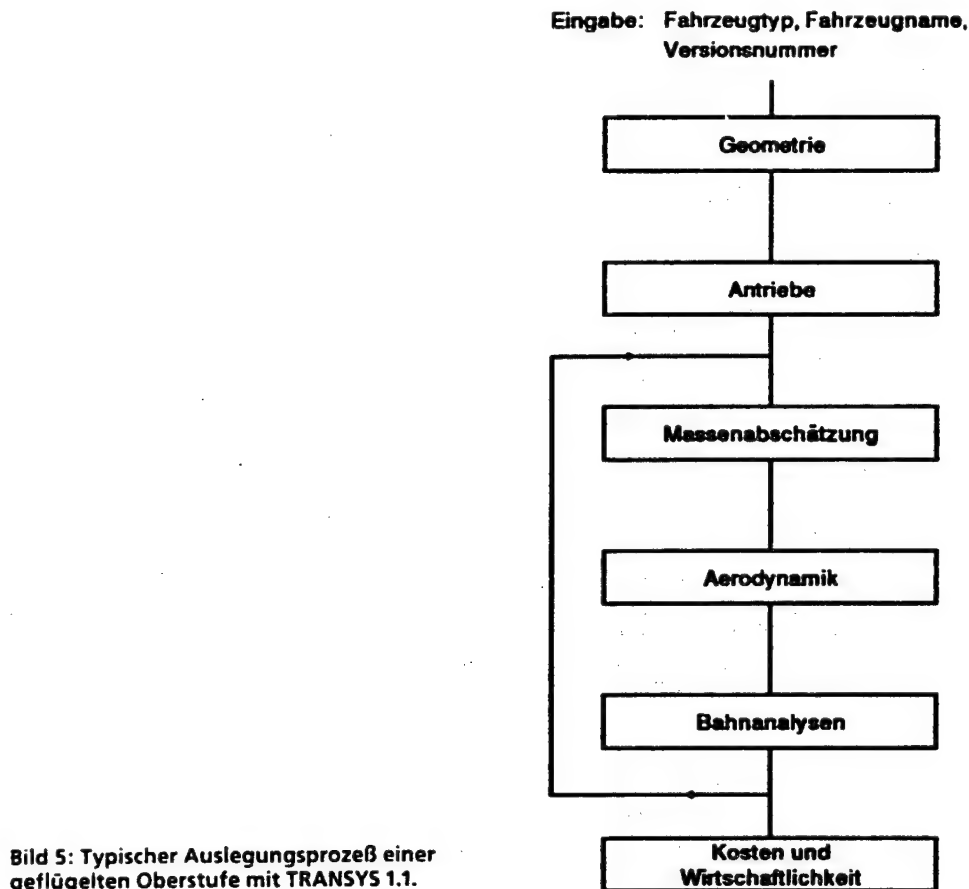 Eingabe: Fahrzeugtyp, Fahrzeugname,
Versionsnummer
Geometrie
Antriebe
Massenabschätzung
Aerodynamik
Bahnanalysen
Kosten und
Wirtschaftlichkeit
Bild 5: Typischer Auslegungsprozeß einer
geflügelten Oberstufe mit TRANSYS 1.1.